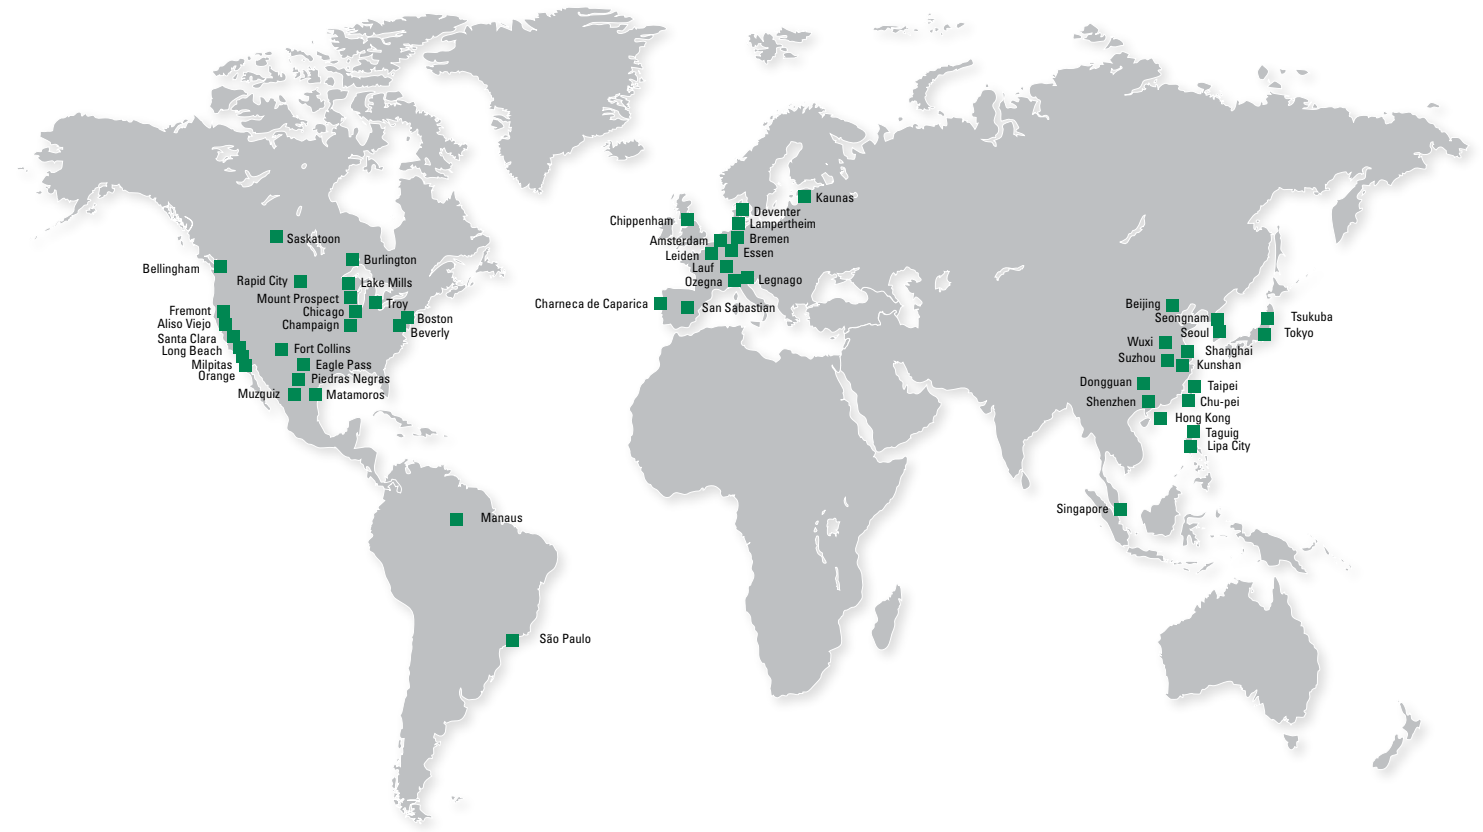 Saskatoon
Bellingham
Burlington
Rapid City
Lake Mills
Mount Prospect
Troy
Fremont
Chicago
Boston
Aliso Viejo
Champaign
Beverly
Santa Clara
Long Beach
Fort Collins
Milpitas
Eagle Pass
Orange
Piedras Negras
Muzquiz
Matamoros
Manaus
São Paulo
Kaunas
Deventer
Chippenham
Lampertheim
Amsterdam
Bremen
Leiden
Essen
Lauf
Ozegna
Legnago
Charneca de Caparica
San Sabastian
Beijing
Seongnam
Tsukuba
Seoul
Tokyo
Wuxi
Shanghai
Suzhou
Kunshan
Dongguan
Taipei
Shenzhen
Chu-pei
Hong Kong
Taguig
Lipa City
Singapore